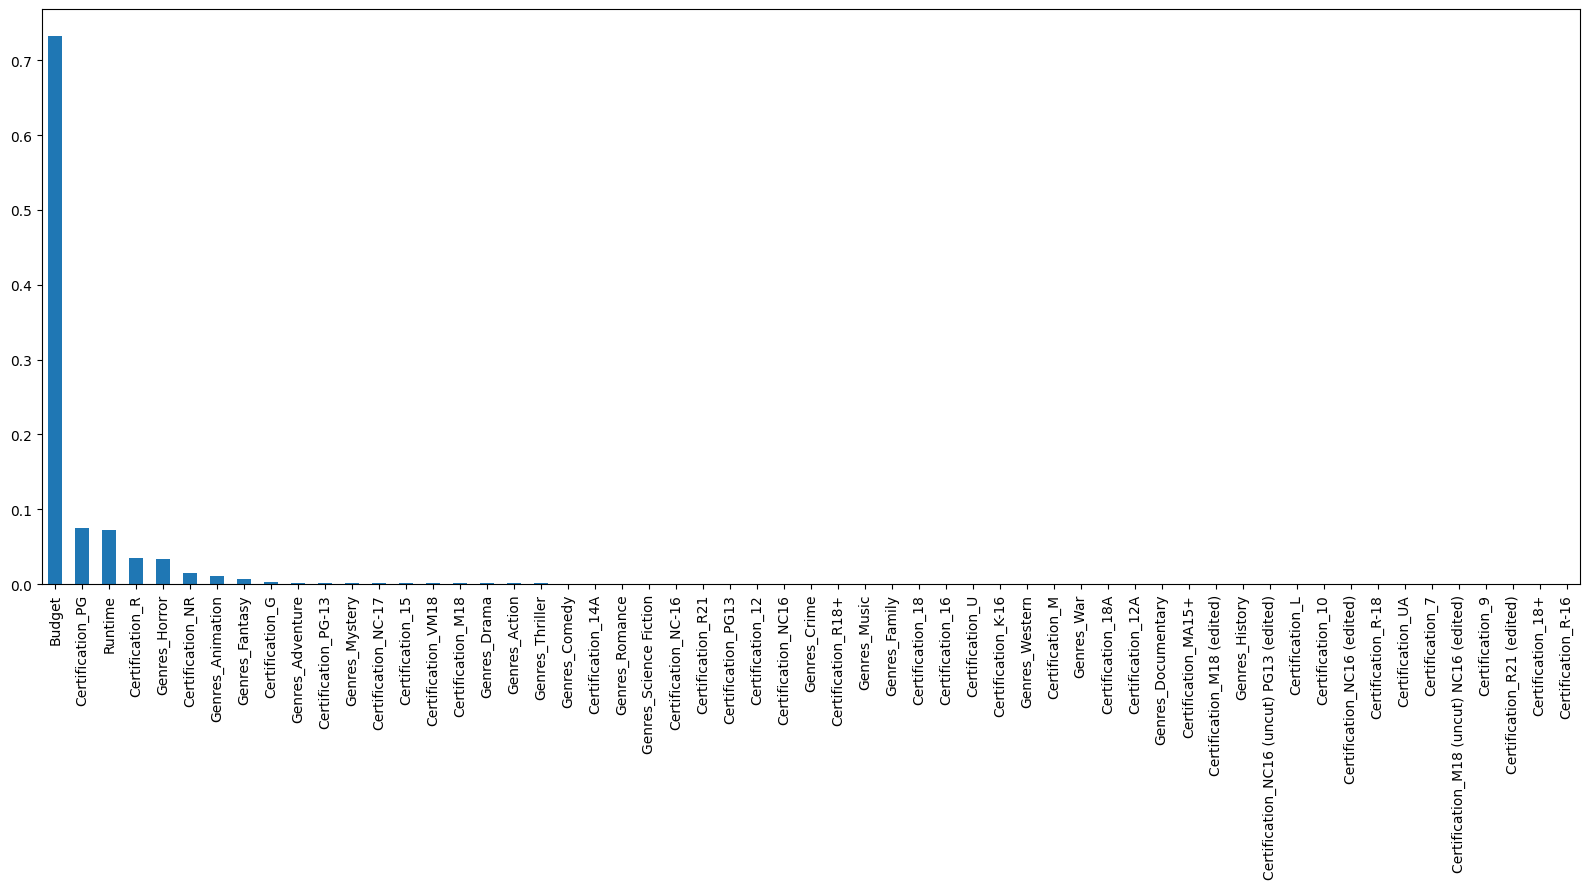 0.7
0.6
0.5
0.4
0.3
0.2
0.1
0.0
Budget
Certification_PG
Runtime
Certification_R
Genres_Horror
Certification_NR
Genres_Animation
Genres_Fantasy
Certification_G
Genres_Adventure
Certification_PG-13
Genres_Mystery
Certification_NC-17
Certification_15
Certification_VM18
Certification_M18
Genres_Drama
Genres_Action
Genres_Thriller
Genres_Comedy
Certification_14A
Genres_Romance
Genres_Science Fiction
Certification_NC-16
Certification_R21
Certification_PG13
Certification_12
Certification_NC16
Genres_Crime
Certification_R18+
Genres_Music
Genres_Family
Certification_18
Certification_16
Certification_U
Certification_K-16
Genres_Western
Certification_M
Genres_War
Certification_18A
Certification_12A
Genres_Documentary
Certification_MA15+
Certification_M18 (edited)
Genres_History
Certification_NC16 (uncut) PG13 (edited)
Certification_L
Certification_10
Certification_NC16 (edited)
Certification_R-18
Certification_UA
Certification_7
Certification_M18 (uncut) NC16 (edited)
Certification_9
Certification_R21 (edited)
Certification_18+
Certification_R-16